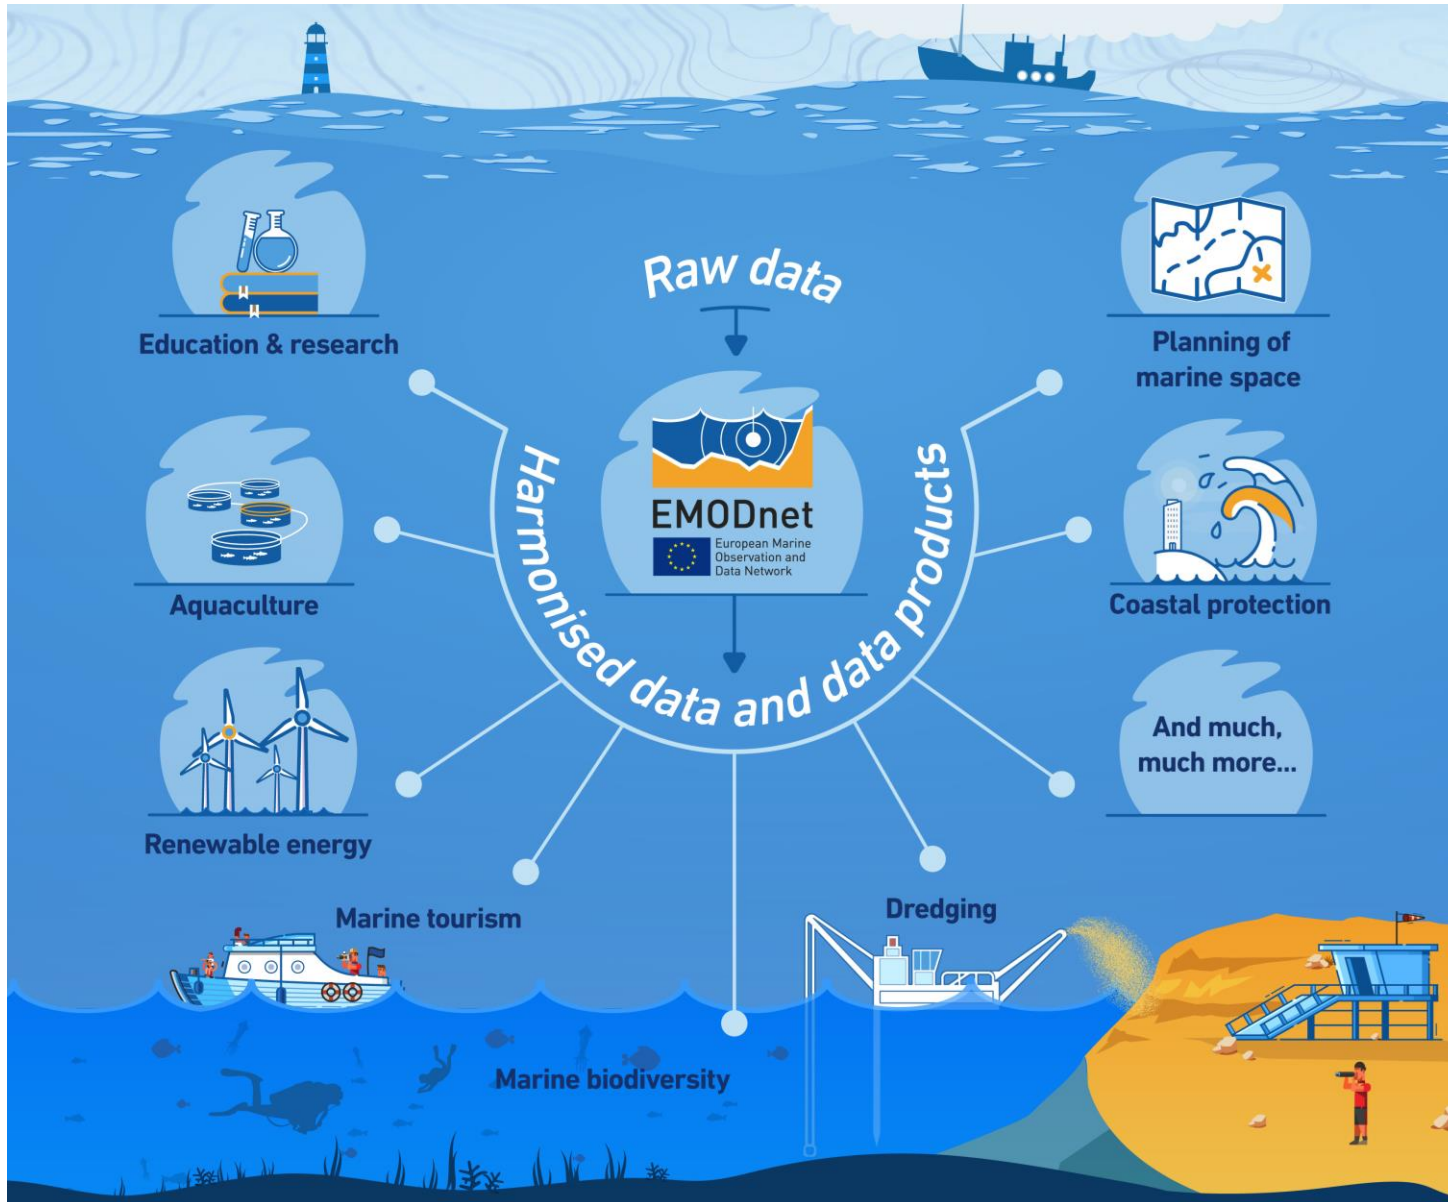 Raw data
EMODnet
European Marine
Observation and
Data Network
Harmonised data and data products
Education & research
Aquaculture
Renewable energy
Marine tourism
Marine biodiversity
Dredging
And much,
much more...
Coastal protection
Planning of
marine space